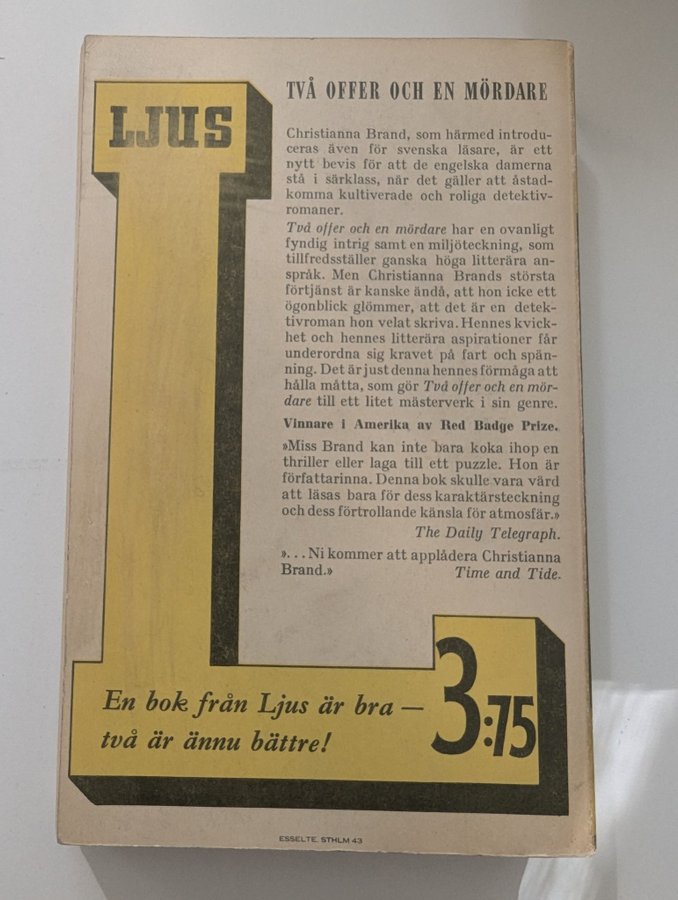 LJUS
TVÅ OFFER OCH EN MÖRDARE
Christianna Brand, som härmed introdu-
ceras även för svenska läsare, är ett
nytt bevis för att de engelska damerna
stå i särklass, när det gäller att åstad-
komma kultiverade och roliga detektiv-
romaner.
Två offer och en mördare har en ovanligt
fyndig intrig samt en miljöteckning, som
tillfredsställer ganska höga litterära an-
språk. Men Christianna Brands största
förtjänst är kanske ändå, att hon icke ett
ögonblick glömmer, att det är en detek-
tivroman hon velat skriva. Hennes kvick-
het och hennes litterära aspirationer får
underordna sig kravet på fart och spän-
ning. Det är just denna hennes förmåga att
hålla måtta, som gör Två offer och en mör-
dare till ett litet mästerverk i sin genre.
Vinnare i Amerika av Red Badge Prize.
»Miss Brand kan inte bara koka ihop en
thriller eller laga till ett puzzle. Hon är
författarinna. Denna bok skulle vara värd
att läsas bara för dess karaktärsteckning
och dess förtrollande känsla för atmosfär.»
The Daily Telegraph.
»...Ni kommer att applådera Christianna
Brand.» Time and Tide.
En bok från Ljus är bra —
två är ännu bättre!
3:75
ESSELTE, STHLM 43